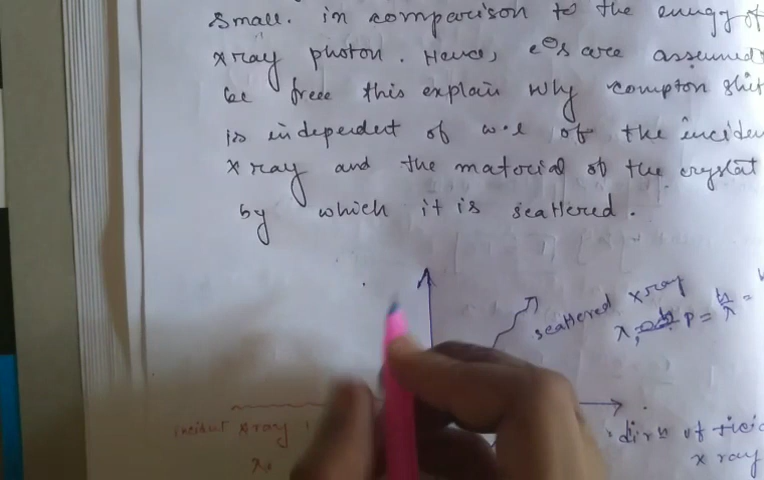 small. in comparison to the energy of
x ray photon. Hence, e⊖s are assumed
be free this explain why compton shif
is independent of w.l of the inciden
x ray and the material of the crystal
by which it is scattered.
scattered x ray
λ, p = h/λ =
incident x ray
dirn of
x ray